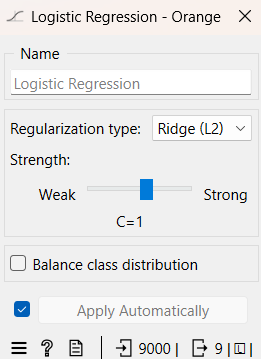 Logistic Regression - Orange
Name
Logistic Regression
Regularization type: Ridge (L2)
Strength:
Weak Strong
C=1
Balance class distribution
Apply Automatically
? 9000 | 9 | |